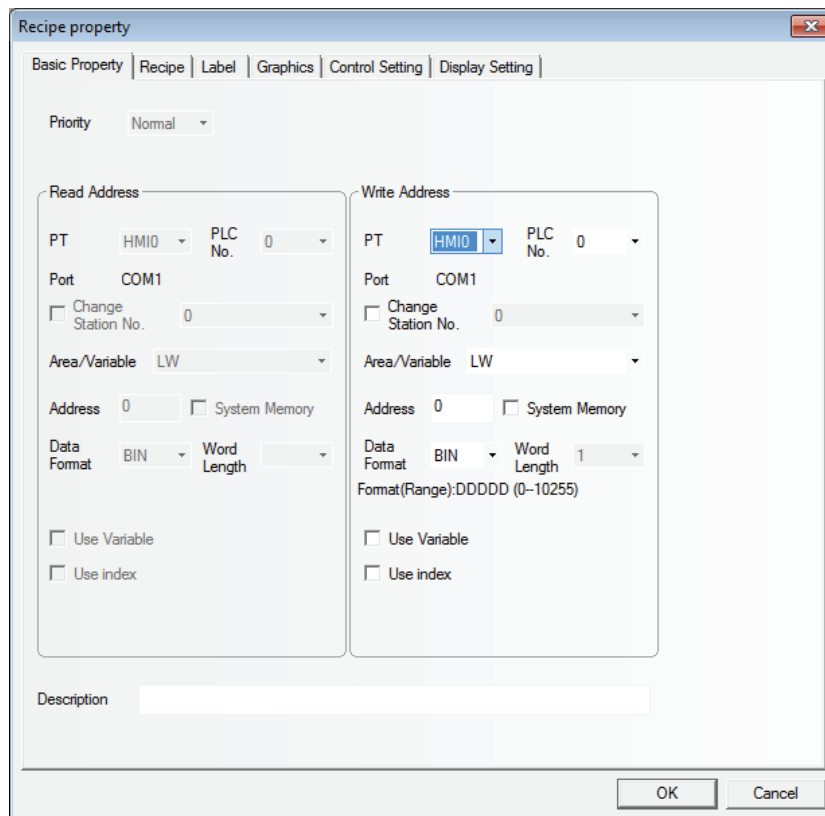 Recipe property
Basic Property Recipe Label Graphics Control Setting Display Setting
Priority Normal
Read Address
PT HMI0 PLC No. 0
Port COM1
Change Station No. 0
Area/Variable LW
Address 0 System Memory
Data Format BIN Word Length
Use Variable
Use index
Write Address
PT HMI0 PLC No. 0
Port COM1
Change Station No. 0
Area/Variable LW
Address 0 System Memory
Data Format BIN Word Length 1
Format(Range):DDDDD (0--10255)
Use Variable
Use index
Description
OK Cancel